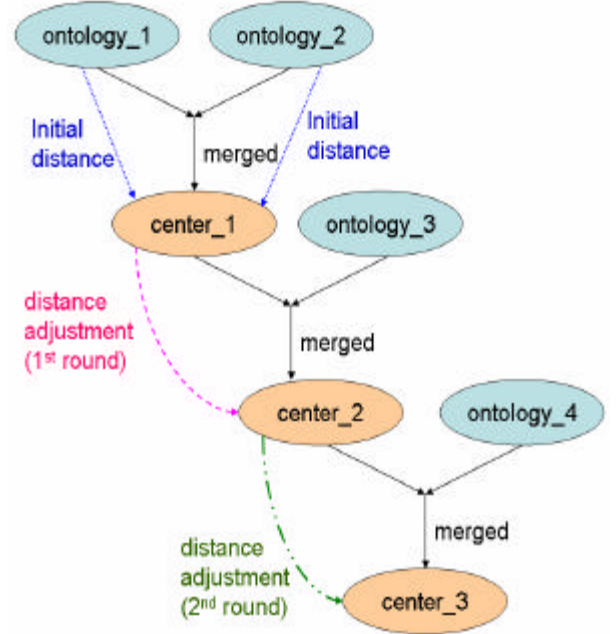 ontology_1
ontology_2
Initial
distance
merged
Initial
distance
center_1
ontology_3
distance
adjustment
(1st round)
merged
center_2
ontology_4
distance
adjustment
(2nd round)
merged
center_3